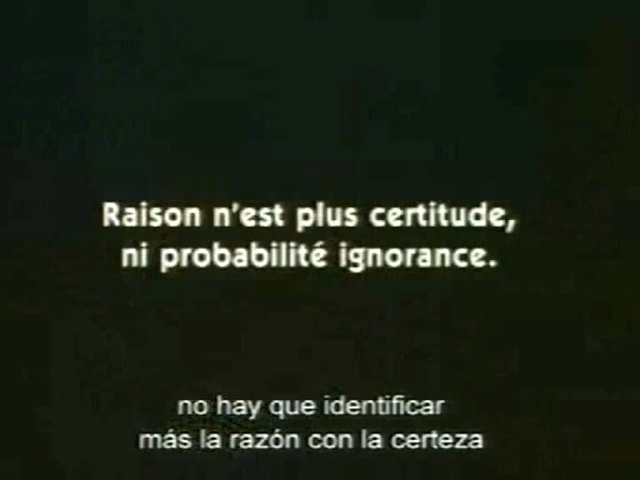 Raison n'est plus certitude,
ni probabilité ignorance.
no hay que identificar
más la razón con la certeza